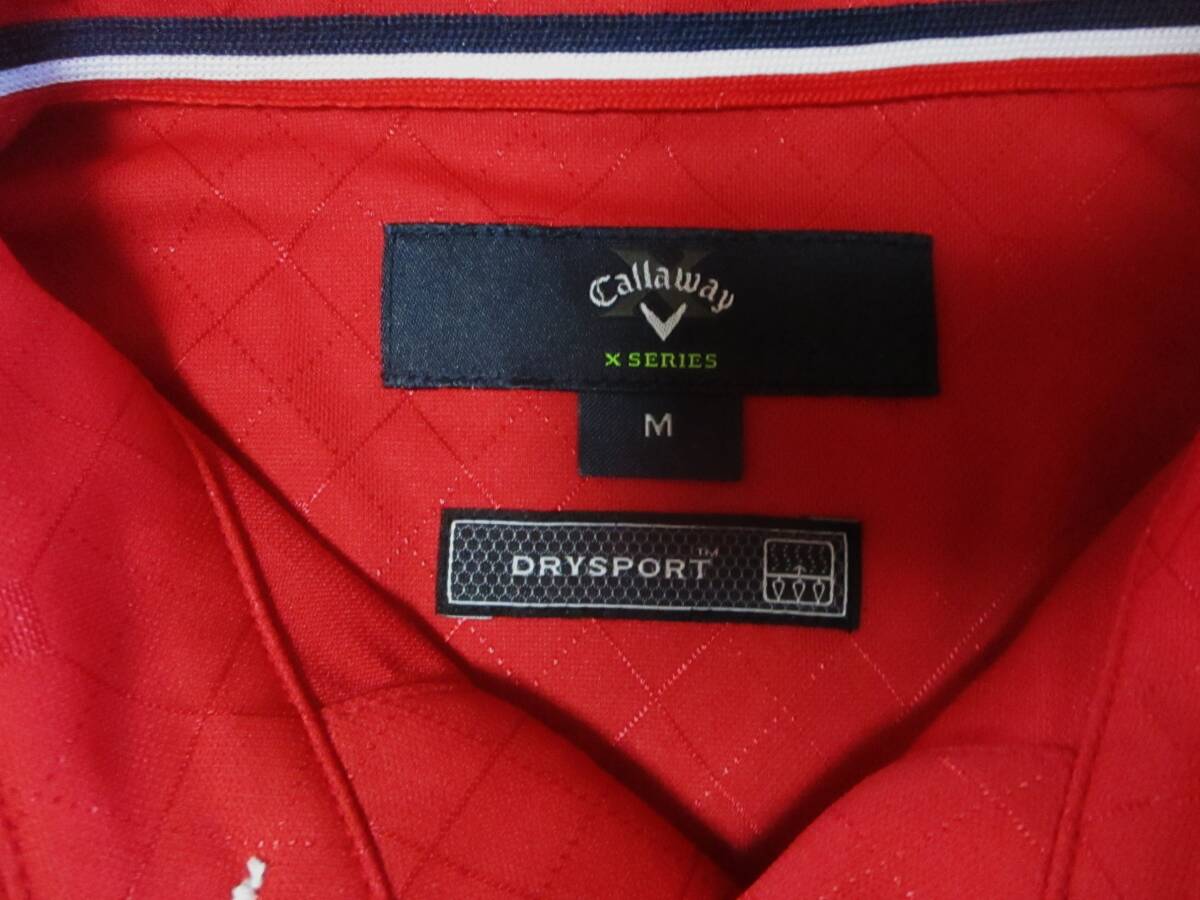 Callaway
X SERIES
M
DRYSPORT™